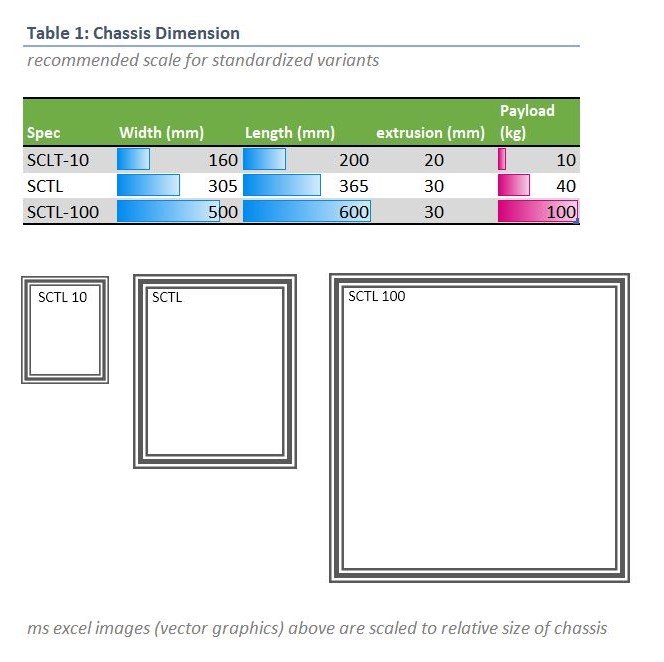 Table 1: Chassis Dimension
recommended scale for standardized variants
Spec Width (mm) Length (mm) extrusion (mm) Payload (kg)
SCLT-10 160 200 20 10
SCTL 305 365 30 40
SCTL-100 500 600 30 100
SCTL 10 SCTL SCTL 100
ms excel images (vector graphics) above are scaled to relative size of chassis